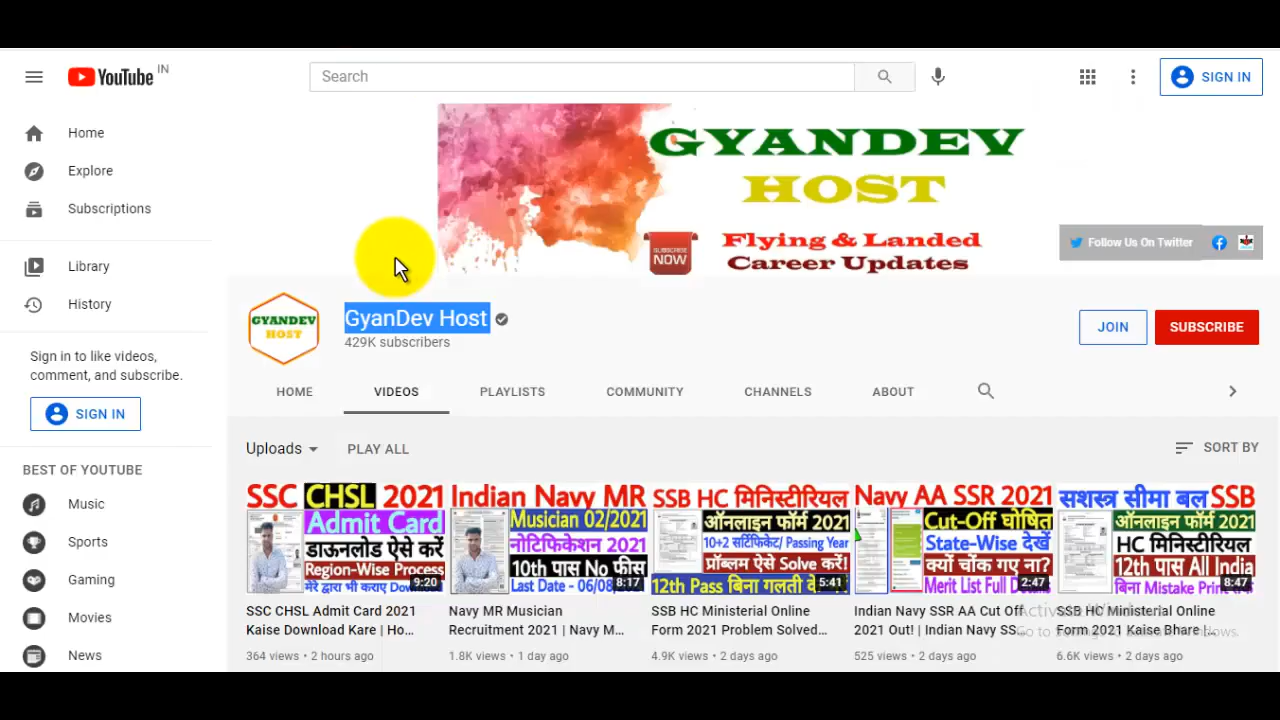 YouTube IN
Search
SIGN IN
Home
Explore
Subscriptions
Library
History
Sign in to like videos,
comment, and subscribe.
SIGN IN
BEST OF YOUTUBE
Music
Sports
Gaming
Movies
News
GYANDEV
HOST
SUBSCRIBE
NOW
Flying & Landed
Career Updates
Follow Us On Twitter
GYANDEV
HOST
GyanDev Host
429K subscribers
JOIN
SUBSCRIBE
HOME
VIDEOS
PLAYLISTS
COMMUNITY
CHANNELS
ABOUT
Uploads
PLAY ALL
SORT BY
SSC CHSL 2021
Admit Card
डाऊनलोड ऐसे करें
Region-Wise Process
मेरे द्वारा भी कराए
9:20
SSC CHSL Admit Card 2021
Kaise Download Kare | Ho...
364 views • 2 hours ago
Indian Navy MR
Musician 02/2021
नोटिफिकेशन 2021
10th पास No फीस
Last Date - 06/08
8:17
Navy MR Musician
Recruitment 2021 | Navy M...
1.8K views • 1 day ago
SSB HC मिनिस्टीरियल
ऑनलाइन फॉर्म 2021
10+2 सर्टिफिकेट/ Passing Year
प्रॉब्लम ऐसे Solve करें!
12th Pass बिना गलती
5:41
SSB HC Ministerial Online
Form 2021 Problem Solved...
4.9K views • 2 days ago
Navy AA SSR 2021
Cut-Off घोषित
State-Wise देखें
क्यों चोंक गए ना?
Merit List Full
2:47
Indian Navy SSR AA Cut Off
2021 Out! | Indian Navy SS...
525 views • 2 days ago
सशस्त्र सीमा बल SSB
ऑनलाइन फॉर्म 2021
HC मिनिस्टीरियल
12th पास All India
बिना Mistake
8:47
SSB HC Ministerial Online
Form 2021 Kaise Bhare |...
6.6K views • 2 days ago
Activate Windows
Go to Settings to activate Windows.